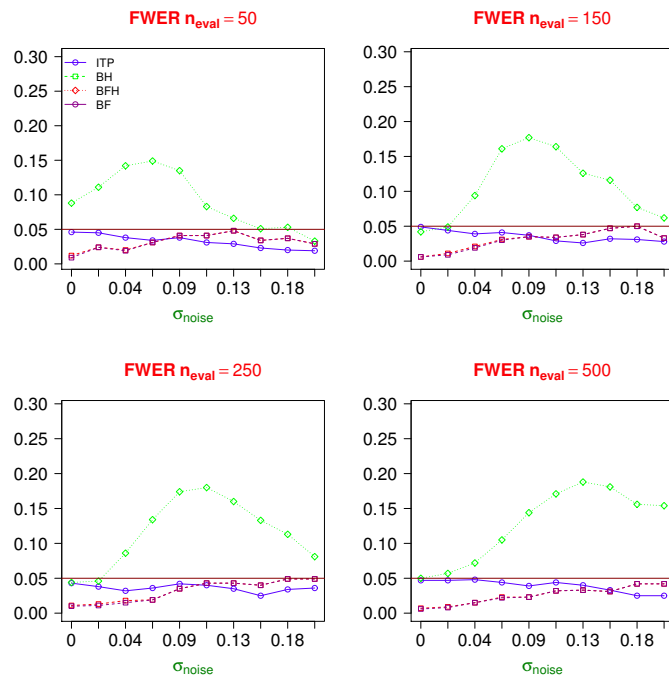 FWER n_eval = 50
0.30
0.25
0.20
0.15
0.10
0.05
0.00
ITP
BH
BFH
BF
0 0.04 0.09 0.13 0.18
σ_noise
FWER n_eval = 150
0.30
0.25
0.20
0.15
0.10
0.05
0.00
0 0.04 0.09 0.13 0.18
σ_noise
FWER n_eval = 250
0.30
0.25
0.20
0.15
0.10
0.05
0.00
0 0.04 0.09 0.13 0.18
σ_noise
FWER n_eval = 500
0.30
0.25
0.20
0.15
0.10
0.05
0.00
0 0.04 0.09 0.13 0.18
σ_noise